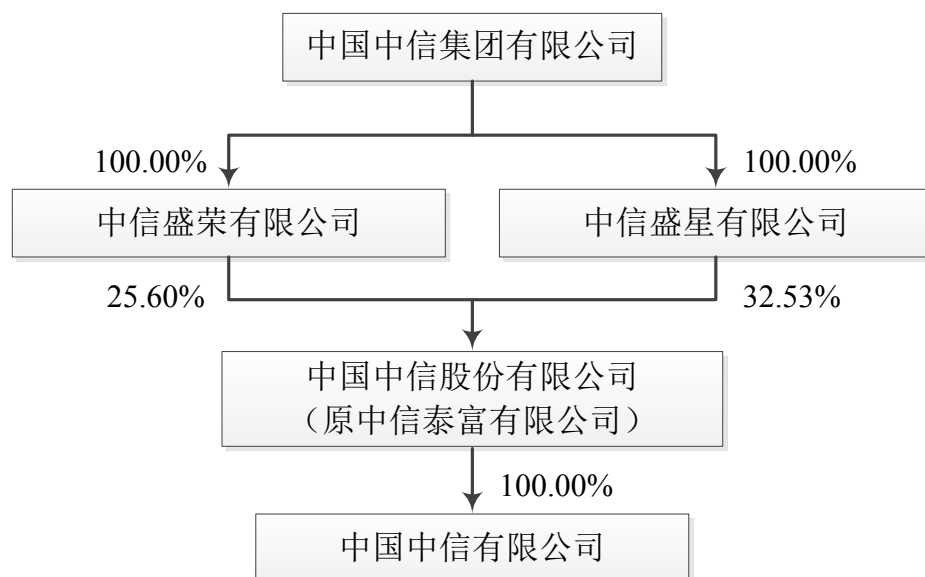 中国中信集团有限公司
100.00%
100.00%
中信盛荣有限公司
中信盛星有限公司
25.60%
32.53%
中国中信股份有限公司
（原中信泰富有限公司）
100.00%
中国中信有限公司